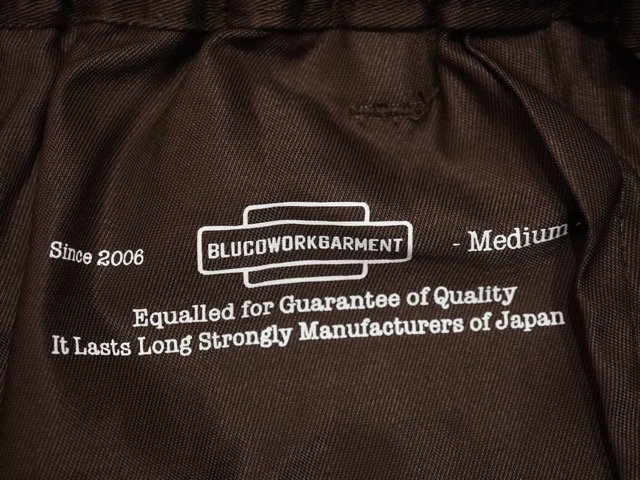 Since 2006 BLUCOWORKGARMENT - Medium -
Equalled for Guarantee of Quality
It Lasts Long Strongly Manufacturers of Japan